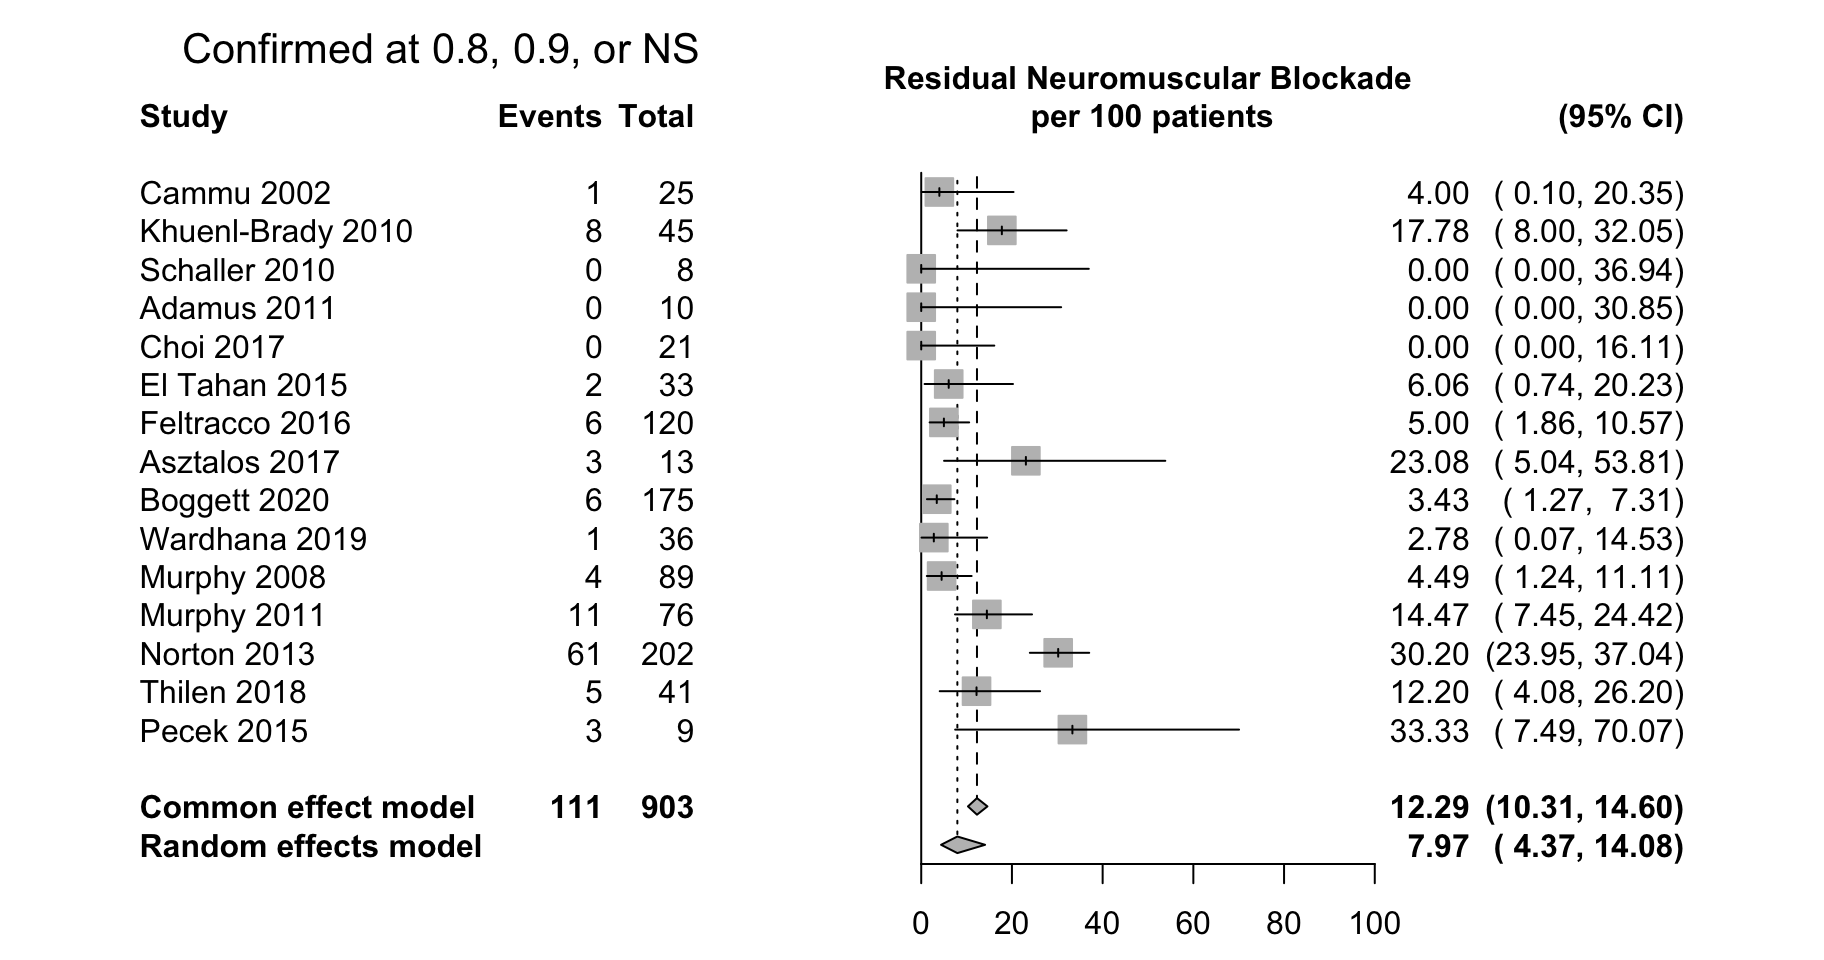 Confirmed at 0.8, 0.9, or NS
Residual Neuromuscular Blockade
Study Events Total per 100 patients (95% CI)
Cammu 2002 1 25 4.00 ( 0.10, 20.35)
Khuenl-Brady 2010 8 45 17.78 ( 8.00, 32.05)
Schaller 2010 0 8 0.00 ( 0.00, 36.94)
Adamus 2011 0 10 0.00 ( 0.00, 30.85)
Choi 2017 0 21 0.00 ( 0.00, 16.11)
El Tahan 2015 2 33 6.06 ( 0.74, 20.23)
Feltracco 2016 6 120 5.00 ( 1.86, 10.57)
Asztalos 2017 3 13 23.08 ( 5.04, 53.81)
Boggett 2020 6 175 3.43 ( 1.27, 7.31)
Wardhana 2019 1 36 2.78 ( 0.07, 14.53)
Murphy 2008 4 89 4.49 ( 1.24, 11.11)
Murphy 2011 11 76 14.47 ( 7.45, 24.42)
Norton 2013 61 202 30.20 (23.95, 37.04)
Thilen 2018 5 41 12.20 ( 4.08, 26.20)
Pecek 2015 3 9 33.33 ( 7.49, 70.07)
Common effect model 111 903 12.29 (10.31, 14.60)
Random effects model 7.97 ( 4.37, 14.08)
0 20 40 60 80 100